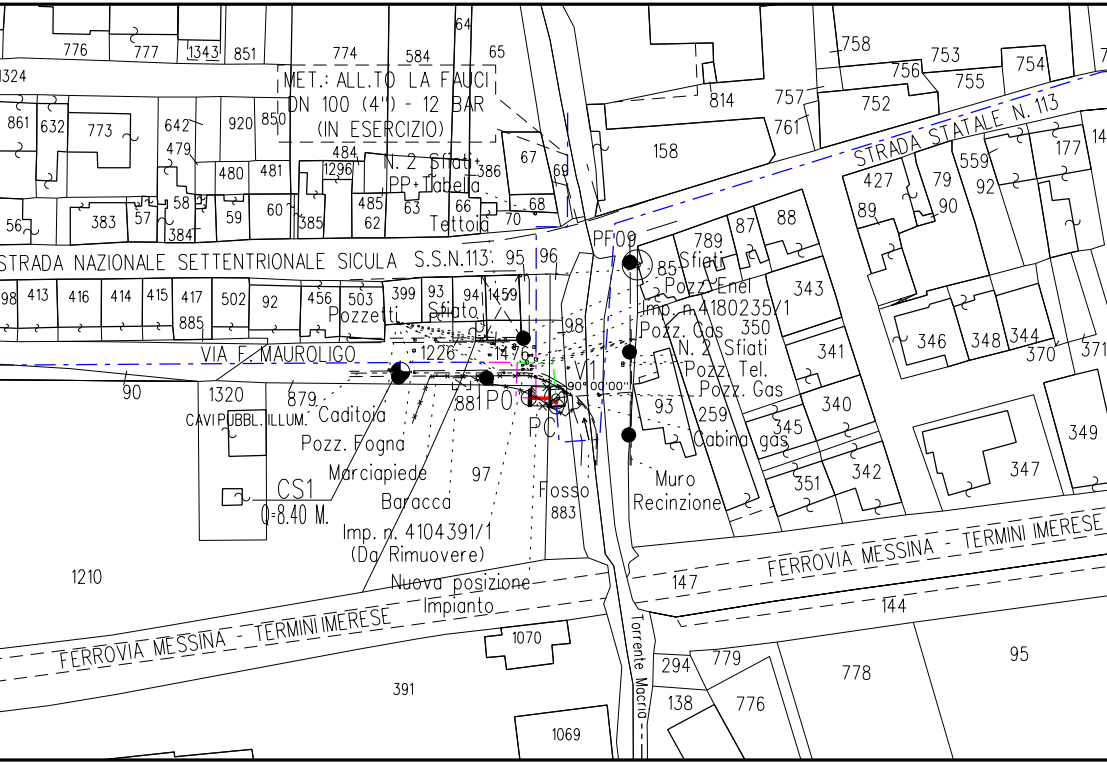 64
776
777
1343
851
774
584
65
758
753
754
756
755
1324
MET.: ALL.TO LA FAUCI
DN 100 (4") - 12 BAR
(IN ESERCIZIO)
814
757
752
761
STRADA STATALE N. 113
861
632
773
642
479
920
850
158
67
69
484
N. 2 Sfiati+
PP+Tabella
386
480
481
1296
427
79
559
177
14
92
90
89
56
383
57
58
384
59
60
385
485
62
63
66
68
70
Tettoia
87
88
789
PF09
STRADA NAZIONALE SETTENTRIONALE SICULA S.S.N.113
95
96
85
Sfiati
Pozz. Enel
Imp. n.4180235/1
343
98
413
416
414
415
417
885
502
92
456
503
399
93
94
1459
Pozzetti
Sfiato
98
Pozz. Gas
350
N. 2 Sfiati
Pozz. Tel.
Pozz. Gas
346
348
344
370
371
341
VIA F. MAUROLIGO
1226
1476
V1
90°00'00"
90
1320
879
881
P0
PC
93
259
340
345
349
CAVI PUBBL. ILLUM.
Caditoia
Pozz. Fogna
Cabina gas
Marciapiede
97
Baracca
Fosso
883
Muro
Recinzione
351
342
347
CS1
Q=8.40 M.
Imp. n. 4104391/1
(Da Rimuovere)
FERROVIA MESSINA - TERMINI IMERESE
1210
Nuova posizione
Impianto
147
144
FERROVIA MESSINA - TERMINI IMERESE
1070
Torrente Macria
294
779
778
95
391
138
776
1069